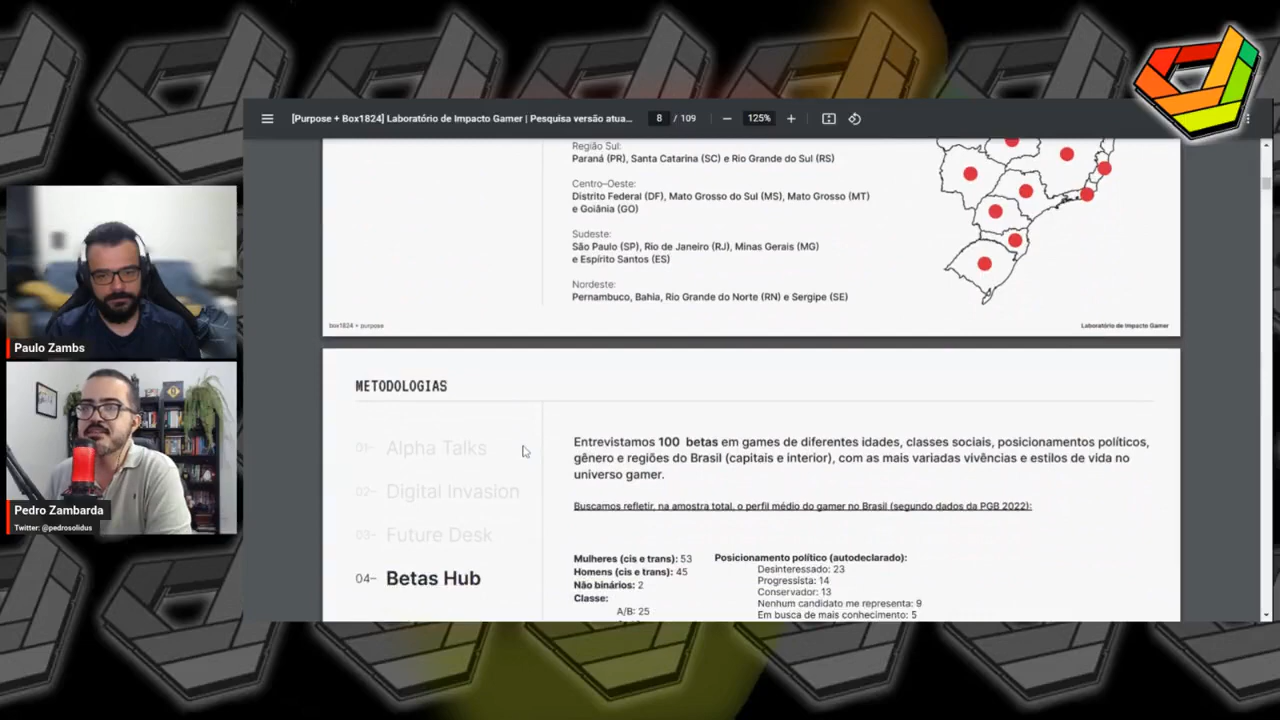 [Purpose + Box1824] Laboratório de Impacto Gamer | Pesquisa versão atua...
8 / 109
125%
Região Sul:
Paraná (PR), Santa Catarina (SC) e Rio Grande do Sul (RS)
Centro-Oeste:
Distrito Federal (DF), Mato Grosso do Sul (MS), Mato Grosso (MT)
e Goiânia (GO)
Sudeste:
São Paulo (SP), Rio de Janeiro (RJ), Minas Gerais (MG)
e Espírito Santos (ES)
Nordeste:
Pernambuco, Bahia, Rio Grande do Norte (RN) e Sergipe (SE)
box1824 + purpose
Laboratório de Impacto Gamer
METODOLOGIAS
01- Alpha Talks
02- Digital Invasion
03- Future Desk
04- Betas Hub
Entrevistamos 100 betas em games de diferentes idades, classes sociais, posicionamentos políticos,
gênero e regiões do Brasil (capitais e interior), com as mais variadas vivências e estilos de vida no
universo gamer.
Buscamos refletir, na amostra total, o perfil médio do gamer no Brasil (segundo dados da PGB 2022):
Mulheres (cis e trans): 53
Homens (cis e trans): 45
Não binários: 2
Classe:
A/B: 25
Posicionamento político (autodeclarado):
Desinteressado: 23
Progressista: 14
Conservador: 13
Nenhum candidato me representa: 9
Em busca de mais conhecimento: 5
Paulo Zambs
Pedro Zambarda
Twitter: @pedrosolidus